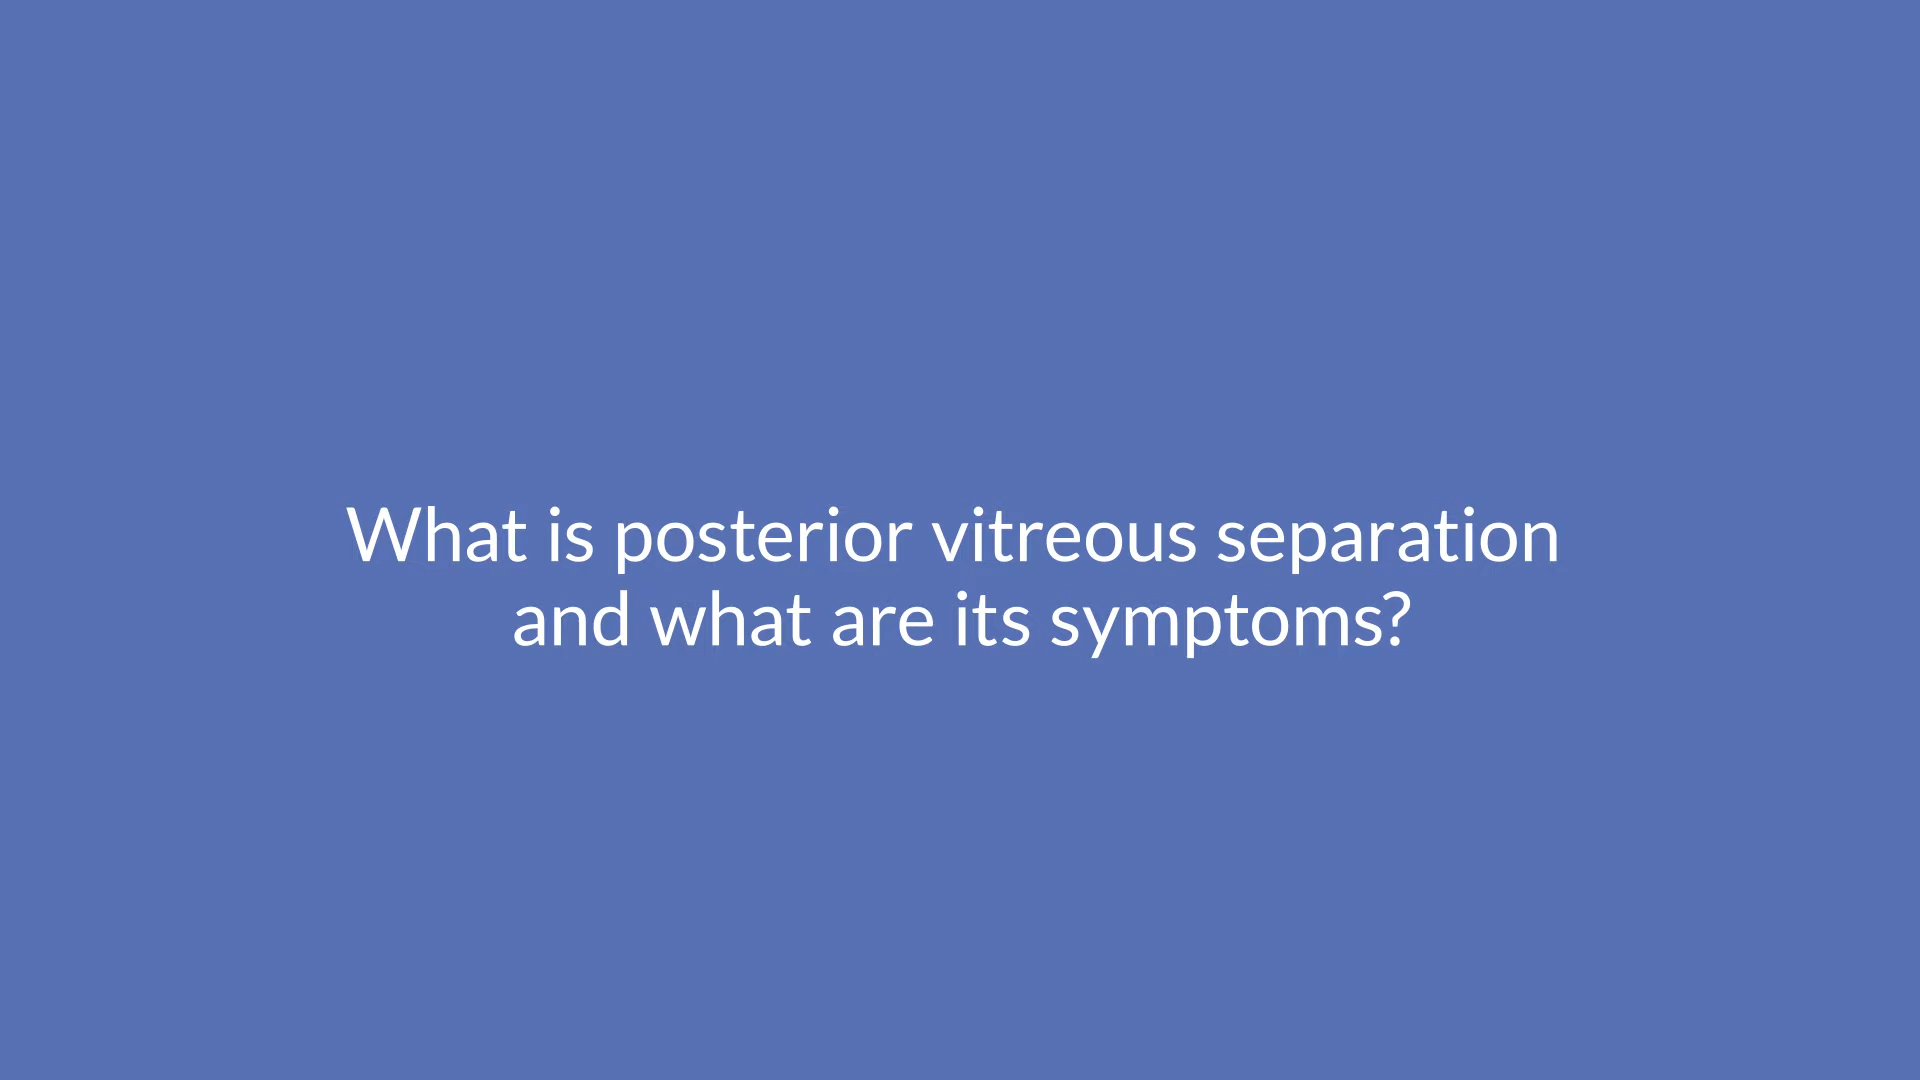 What is posterior vitreous separation
and what are its symptoms?